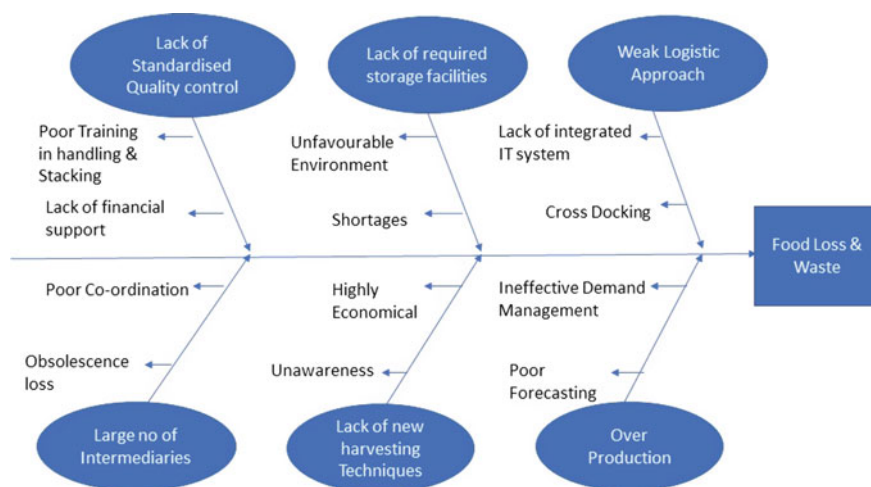 Lack of
Standardised
Quality control
Lack of required
storage facilities
Weak Logistic
Approach
Poor Training
in handling &
Stacking
Unfavourable
Environment
Lack of integrated
IT system
Lack of financial
support
Shortages
Cross Docking
Food Loss &
Waste
Poor Co-ordination
Highly
Economical
Ineffective Demand
Management
Obsolescence
loss
Unawareness
Poor
Forecasting
Large no of
Intermediaries
Lack of new
harvesting
Techniques
Over
Production